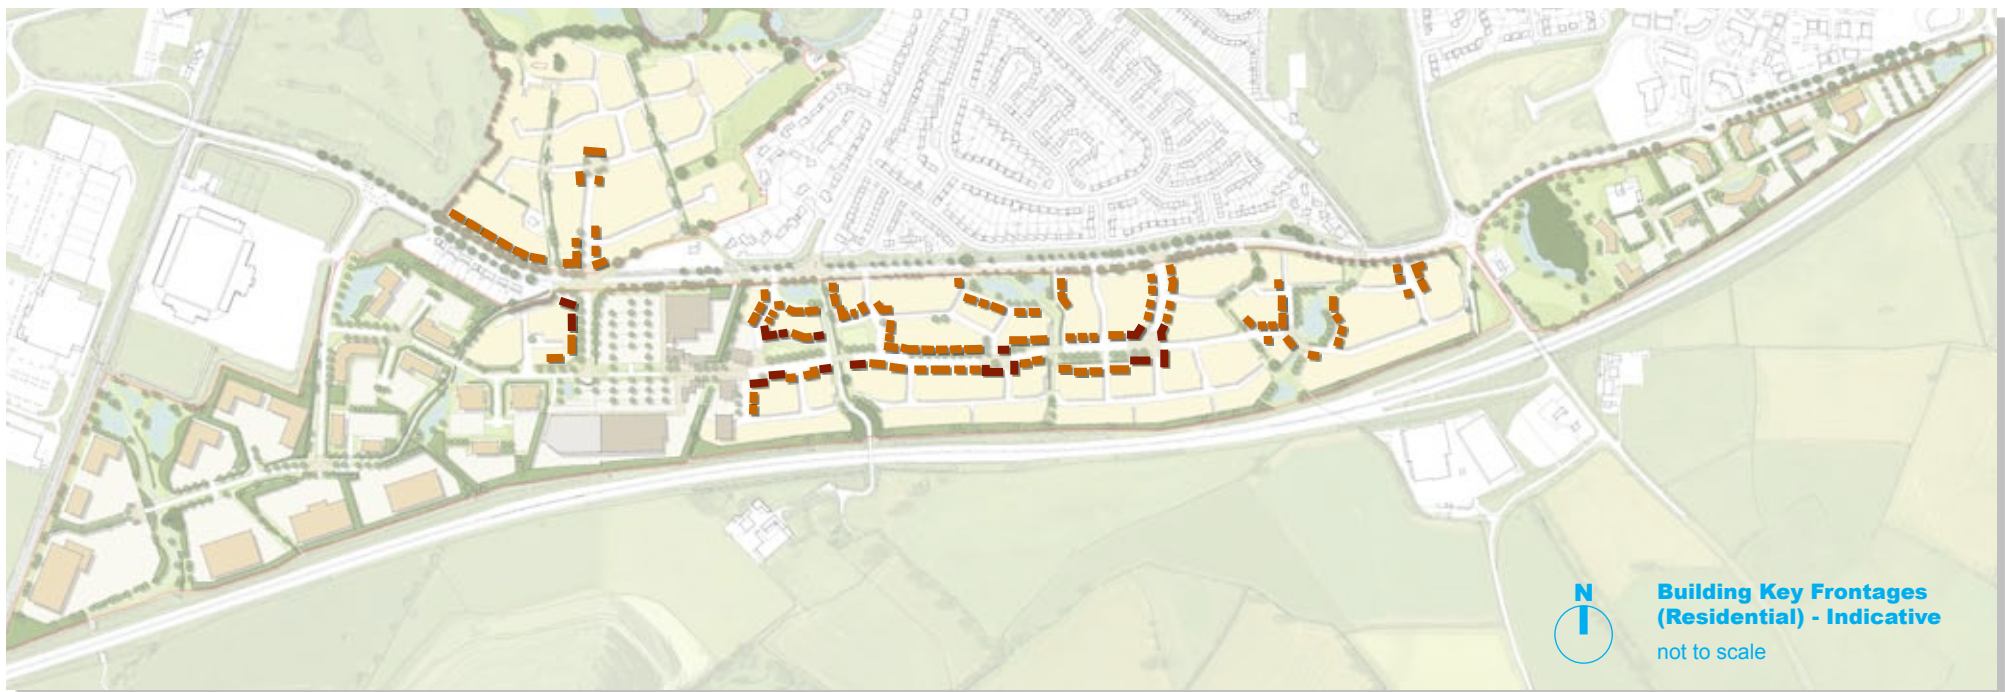 N
Building Key Frontages
(Residential) - Indicative
not to scale